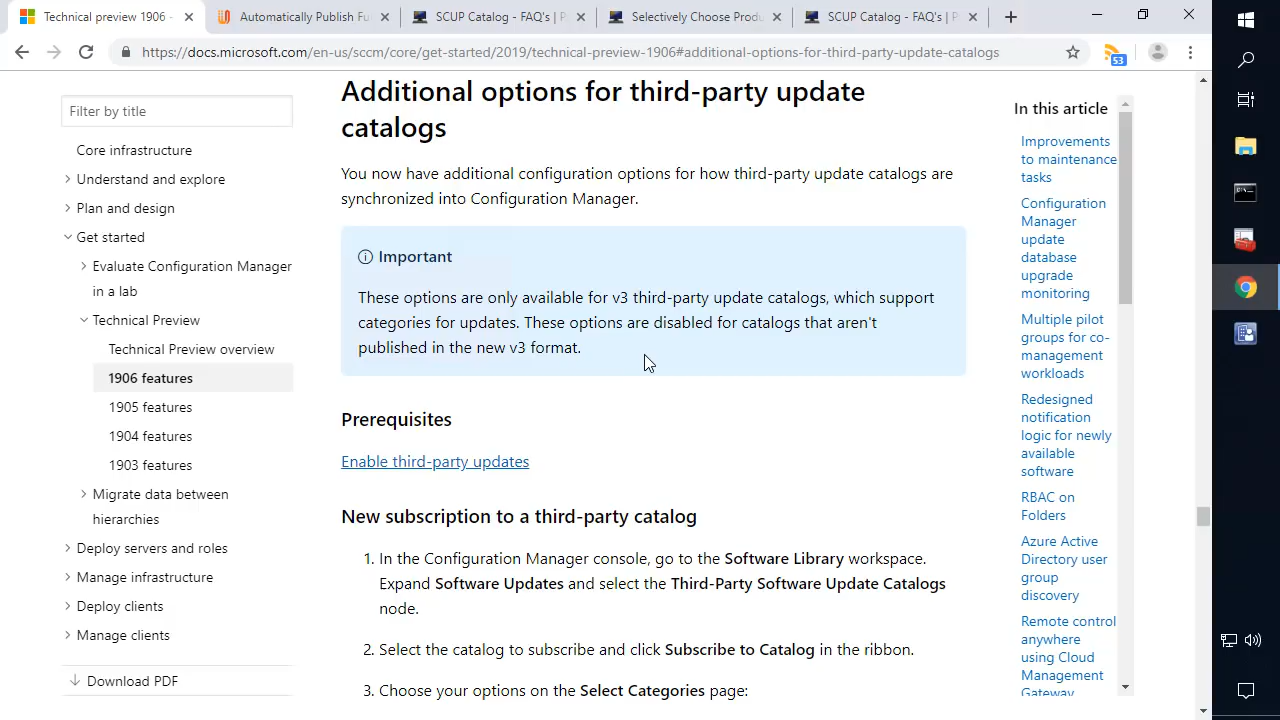 Technical preview 1906 -
Automatically Publish Fu
SCUP Catalog - FAQ's | P
Selectively Choose Produ
SCUP Catalog - FAQ's | P
https://docs.microsoft.com/en-us/sccm/core/get-started/2019/technical-preview-1906#additional-options-for-third-party-update-catalogs
53
Filter by title
Core infrastructure
Understand and explore
Plan and design
Get started
Evaluate Configuration Manager
in a lab
Technical Preview
Technical Preview overview
1906 features
1905 features
1904 features
1903 features
Migrate data between
hierarchies
Deploy servers and roles
Manage infrastructure
Deploy clients
Manage clients
Download PDF
Additional options for third-party update
catalogs
You now have additional configuration options for how third-party update catalogs are
synchronized into Configuration Manager.
Important
These options are only available for v3 third-party update catalogs, which support
categories for updates. These options are disabled for catalogs that aren't
published in the new v3 format.
Prerequisites
Enable third-party updates
New subscription to a third-party catalog
1. In the Configuration Manager console, go to the Software Library workspace.
Expand Software Updates and select the Third-Party Software Update Catalogs
node.
2. Select the catalog to subscribe and click Subscribe to Catalog in the ribbon.
3. Choose your options on the Select Categories page:
In this article
Improvements
to maintenance
tasks
Configuration
Manager
update
database
upgrade
monitoring
Multiple pilot
groups for co-
management
workloads
Redesigned
notification
logic for newly
available
software
RBAC on
Folders
Azure Active
Directory user
group
discovery
Remote control
anywhere
using Cloud
Management
Gateway